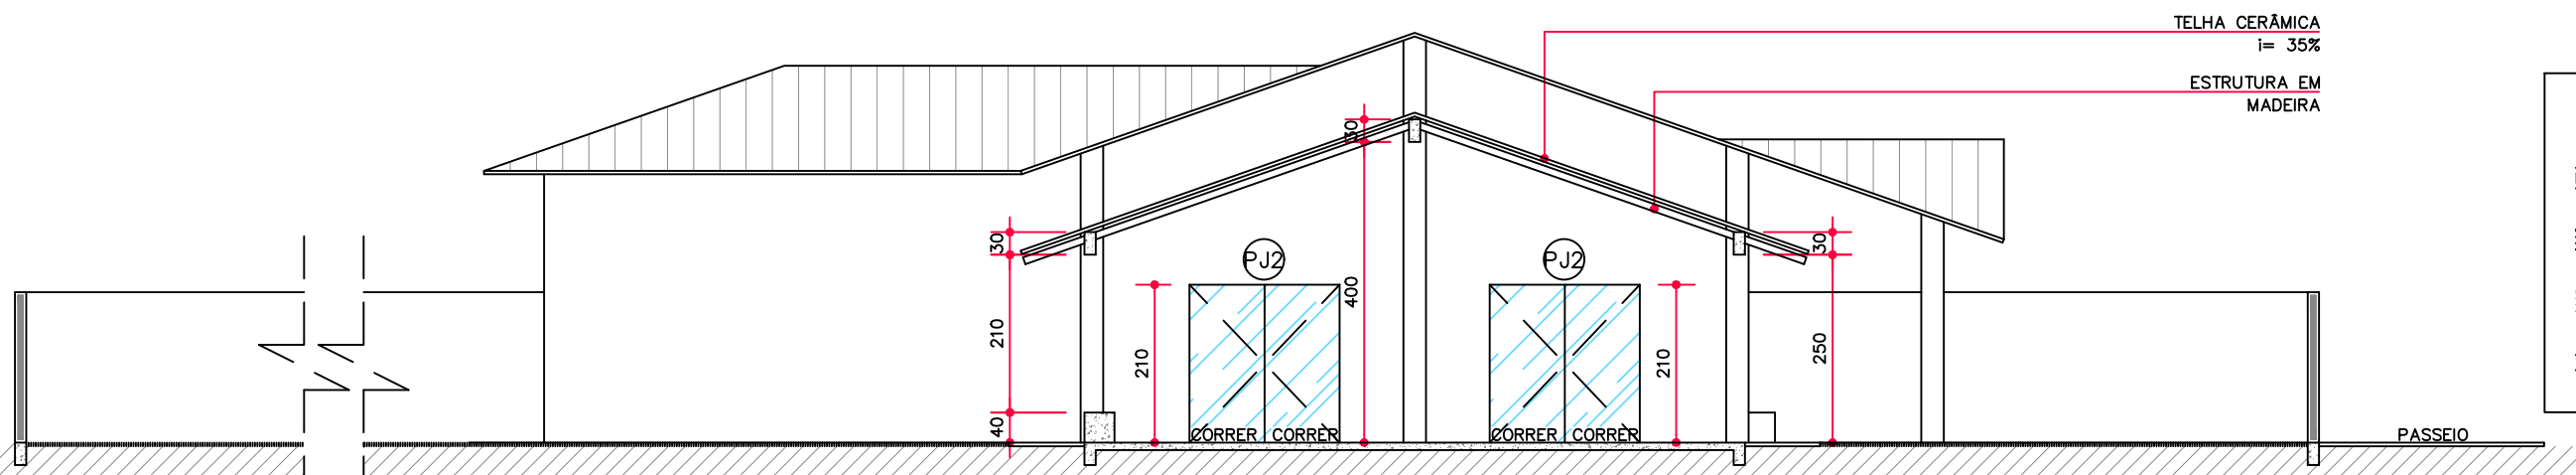 TELHA CERÂMICA
i= 35%
ESTRUTURA EM
MADEIRA
30
30
30
PJ2
PJ2
400
210
210
210
250
40
CORRER CORRER
CORRER CORRER
PASSEIO